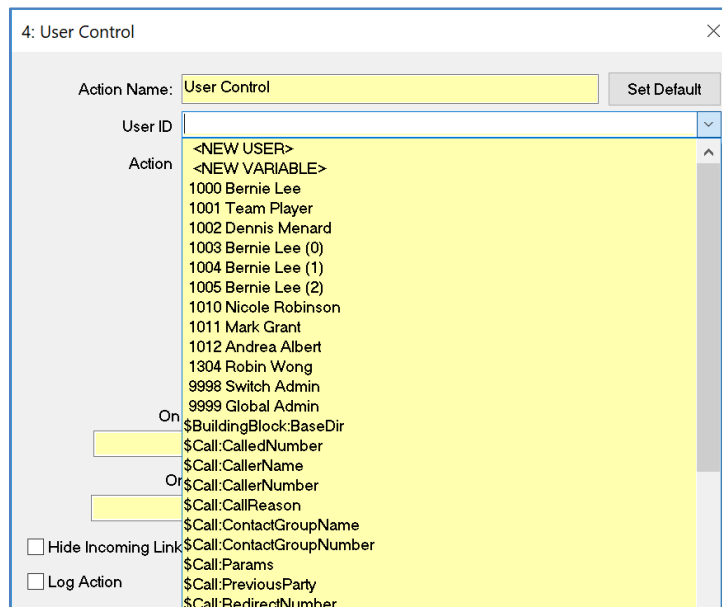 4: User Control
Action Name: User Control Set Default
User ID
Action
<NEW USER>
<NEW VARIABLE>
1000 Bernie Lee
1001 Team Player
1002 Dennis Menard
1003 Bernie Lee (0)
1004 Bernie Lee (1)
1005 Bernie Lee (2)
1010 Nicole Robinson
1011 Mark Grant
1012 Andrea Albert
1304 Robin Wong
9998 Switch Admin
9999 Global Admin
On $BuildingBlock:BaseDir
$Call:CalledNumber
$Call:CallerName
Or $Call:CallerNumber
$Call:CallReason
$Call:ContactGroupName
Hide Incoming Link $Call:ContactGroupNumber
$Call:Params
Log Action $Call:PreviousParty
$Call:RedirectNumber